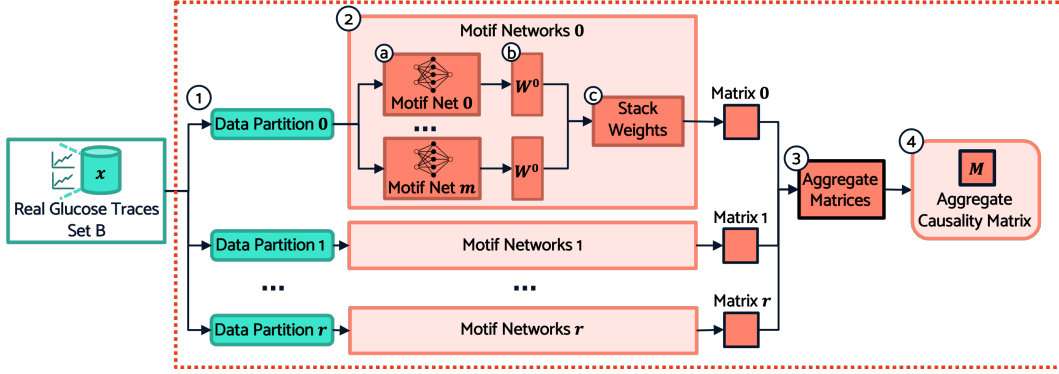 x
Real Glucose Traces
Set B
1
Data Partition 0
2
Motif Networks 0
a
Motif Net 0
b
W⁰
...
Motif Net m
W⁰
c
Stack
Weights
Matrix 0
Data Partition 1
Motif Networks 1
Matrix 1
...
...
Data Partition r
Motif Networks r
Matrix r
3
Aggregate
Matrices
4
M
Aggregate
Causality Matrix